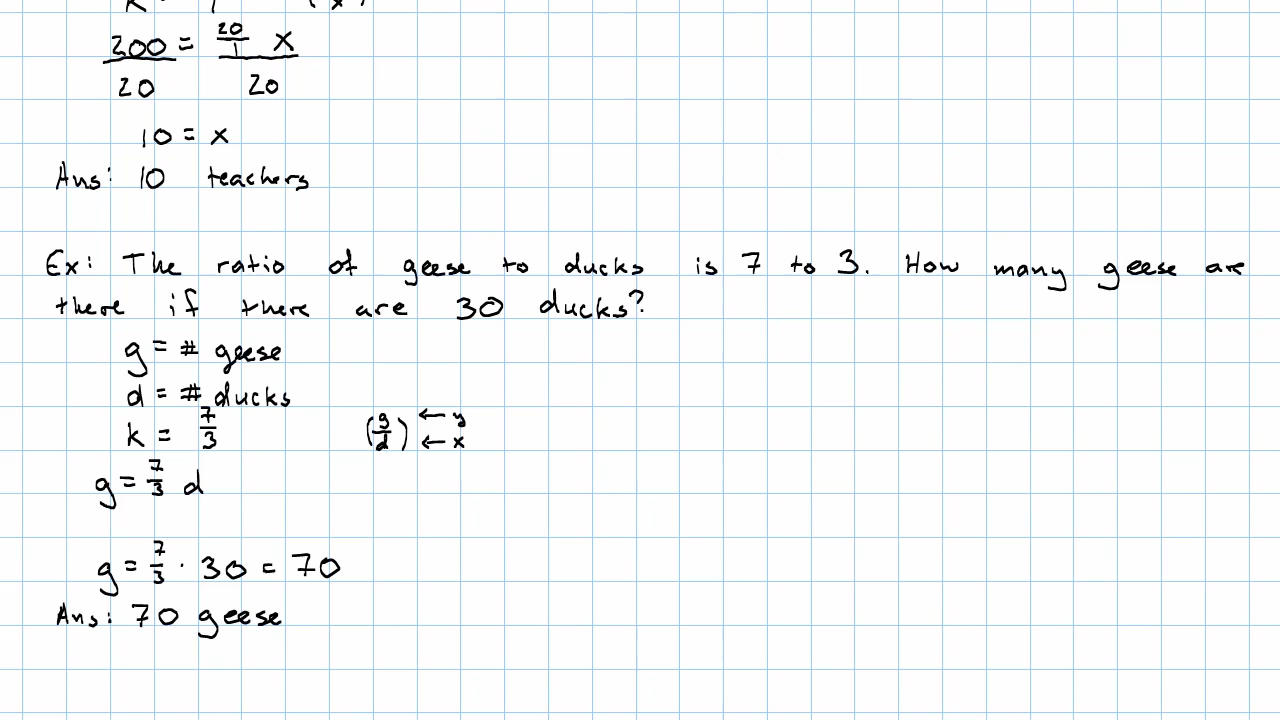 200 = 20/1 x
20 20
10 = x
Ans: 10 teachers
Ex: The ratio of geese to ducks is 7 to 3. How many geese are
there if there are 30 ducks?
g = # geese
d = # ducks
k = 7/3 (g/d) ← y ← x
g = 7/3 d
g = 7/3 · 30 = 70
Ans: 70 geese